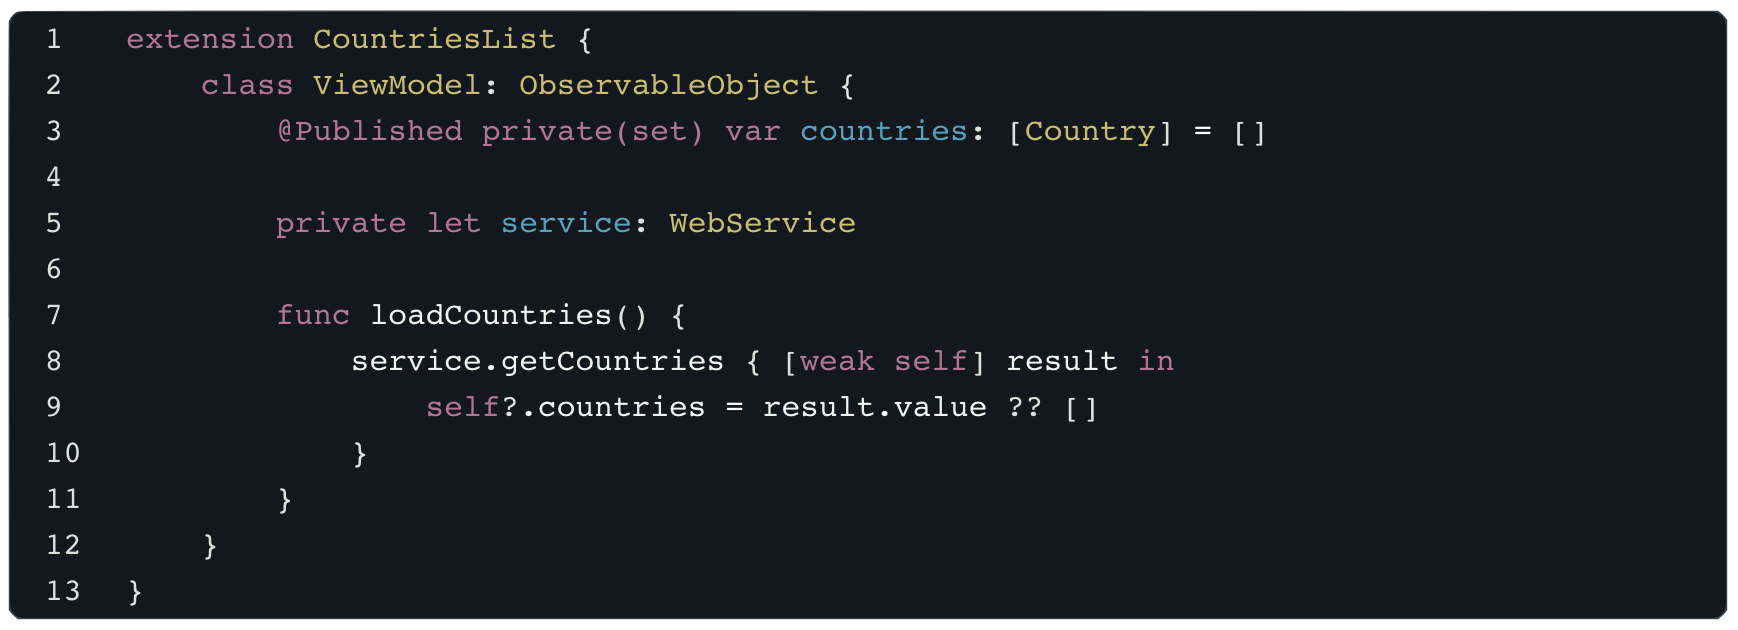 1 extension CountriesList {
2 class ViewModel: ObservableObject {
3 @Published private(set) var countries: [Country] = []
4
5 private let service: WebService
6
7 func loadCountries() {
8 service.getCountries { [weak self] result in
9 self?.countries = result.value ?? []
10 }
11 }
12 }
13 }